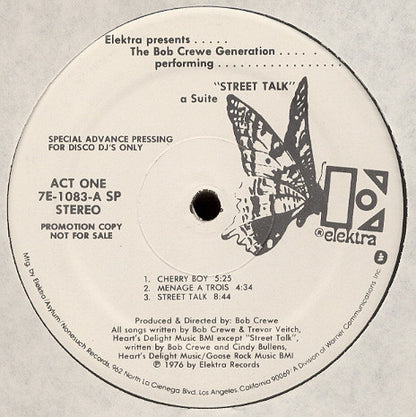 Elektra presents . . . . .
The Bob Crewe Generation . . . . .
performing . . . . . . . . . . . . . . . . .
"STREET TALK"
a Suite
SPECIAL ADVANCE PRESSING
FOR DISCO DJ'S ONLY
ACT ONE
7E-1083-A SP
STEREO
PROMOTION COPY
NOT FOR SALE
® elektra
1. CHERRY BOY 5:25
2. MENAGE A TROIS 4:34
3. STREET TALK 8:44
Produced & Directed by: Bob Crewe
All songs written by Bob Crewe & Trevor Veitch,
Heart's Delight Music BMI except "Street Talk",
written by Bob Crewe and Cindy Bullens,
Heart's Delight Music/Goose Rock Music BMI
℗ 1976 by Elektra Records
Mfg. by Elektra/Asylum/Nonesuch Records, 962 North La Cienega Blvd. Los Angeles, California 90069 · A Division of Warner Communications Inc.